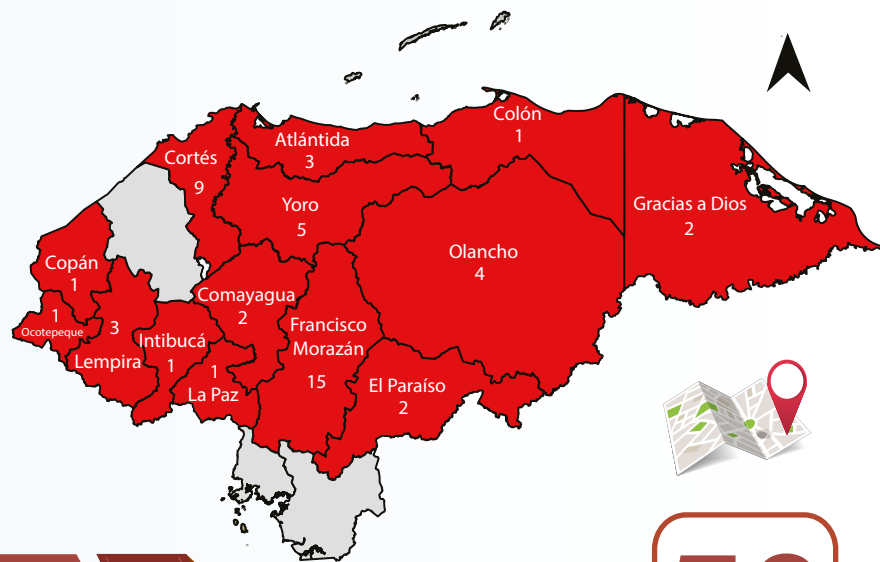 Colón
1
Atlántida
3
Cortés
9
Gracias a Dios
2
Yoro
5
Olancho
4
Copán
1
Comayagua
2
1
Ocotepeque
3
Lempira
Francisco
Morazán
15
Intibucá
1
1
La Paz
El Paraíso
2